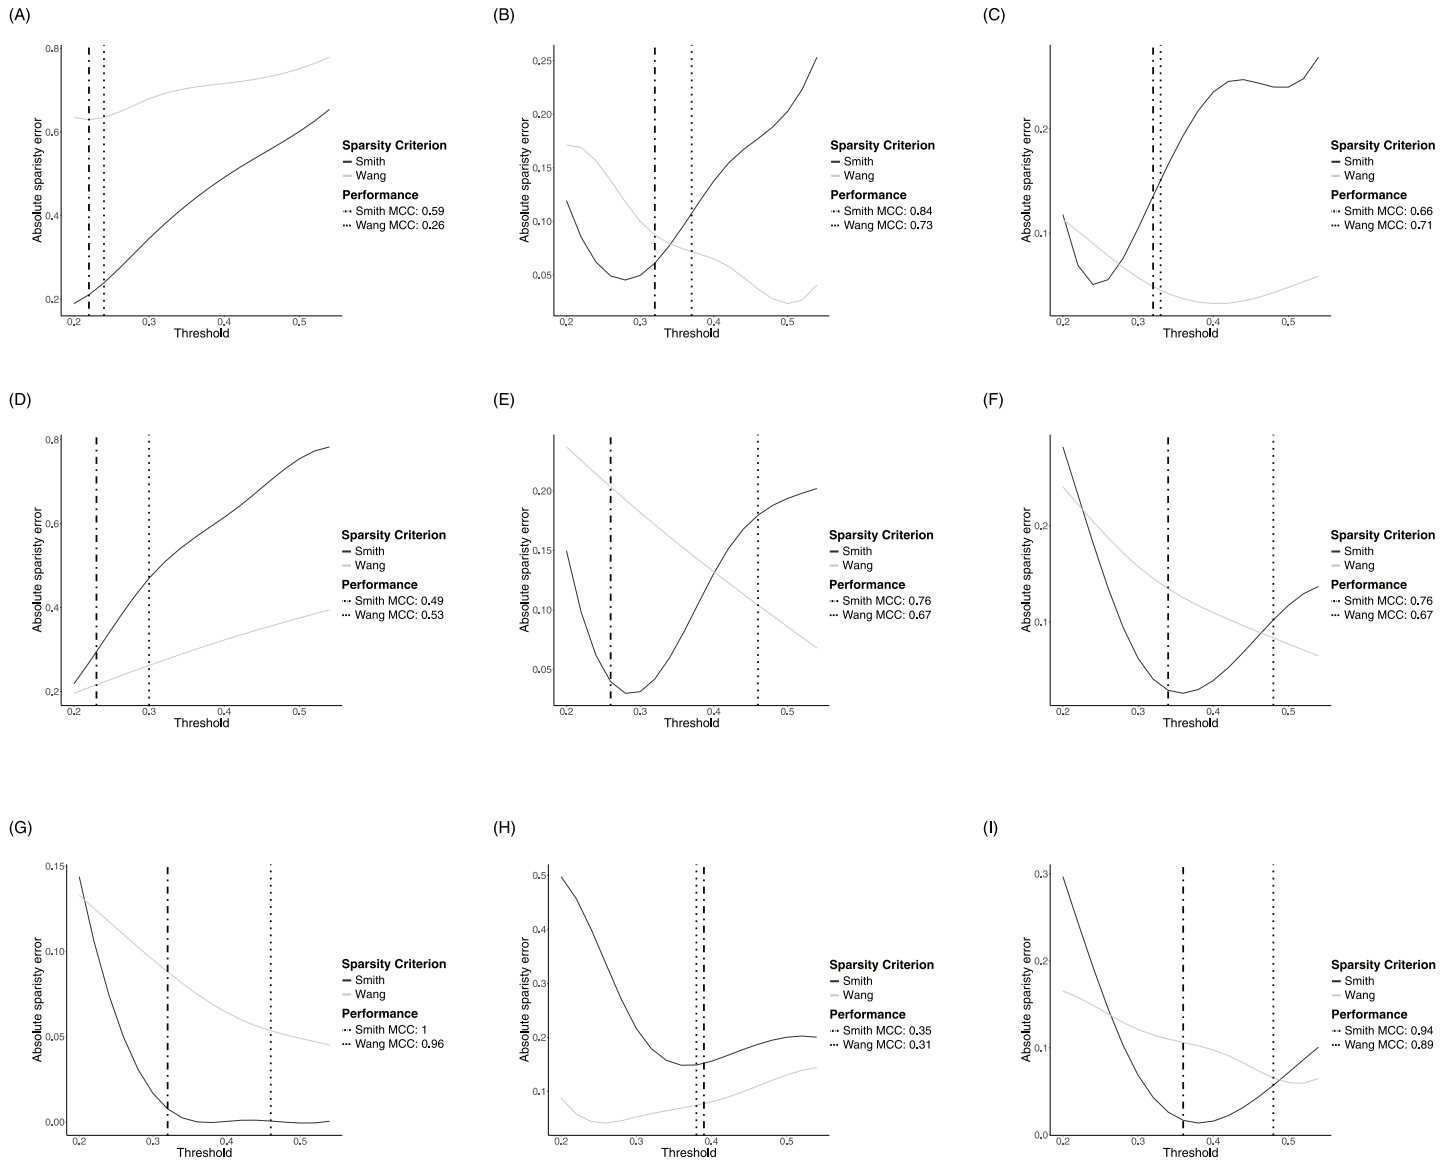 (A)
0.8
0.6
0.4
0.2
Absolute sparisty error
0.2 0.3 0.4 0.5
Threshold
Sparsity Criterion
Smith
Wang
Performance
Smith MCC: 0.59
Wang MCC: 0.26
(B)
0.25
0.20
0.15
0.10
0.05
Absolute sparisty error
0.2 0.3 0.4 0.5
Threshold
Sparsity Criterion
Smith
Wang
Performance
Smith MCC: 0.84
Wang MCC: 0.73
(C)
0.2
0.1
Absolute sparisty error
0.2 0.3 0.4 0.5
Threshold
Sparsity Criterion
Smith
Wang
Performance
Smith MCC: 0.66
Wang MCC: 0.71
(D)
0.8
0.6
0.4
0.2
Absolute sparisty error
0.2 0.3 0.4 0.5
Threshold
Sparsity Criterion
Smith
Wang
Performance
Smith MCC: 0.49
Wang MCC: 0.53
(E)
0.20
0.15
0.10
0.05
Absolute sparisty error
0.2 0.3 0.4 0.5
Threshold
Sparsity Criterion
Smith
Wang
Performance
Smith MCC: 0.76
Wang MCC: 0.67
(F)
0.2
0.1
Absolute sparisty error
0.2 0.3 0.4 0.5
Threshold
Sparsity Criterion
Smith
Wang
Performance
Smith MCC: 0.76
Wang MCC: 0.67
(G)
0.15
0.10
0.05
0.00
Absolute sparisty error
0.2 0.3 0.4 0.5
Threshold
Sparsity Criterion
Smith
Wang
Performance
Smith MCC: 1
Wang MCC: 0.96
(H)
0.5
0.4
0.3
0.2
0.1
Absolute sparisty error
0.2 0.3 0.4 0.5
Threshold
Sparsity Criterion
Smith
Wang
Performance
Smith MCC: 0.35
Wang MCC: 0.31
(I)
0.3
0.2
0.1
0.0
Absolute sparisty error
0.2 0.3 0.4 0.5
Threshold
Sparsity Criterion
Smith
Wang
Performance
Smith MCC: 0.94
Wang MCC: 0.89